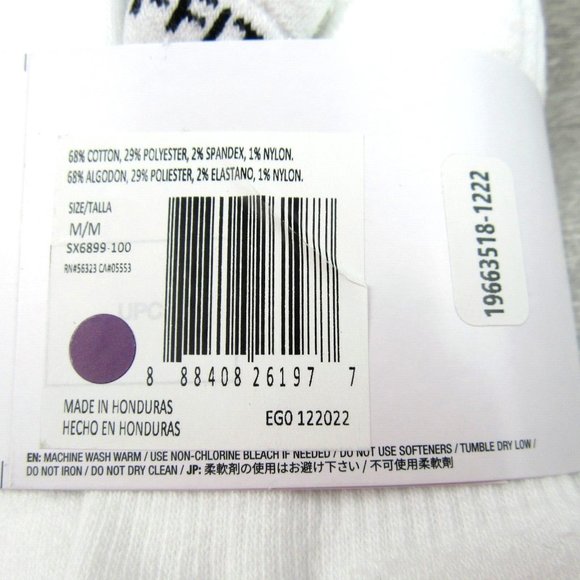 -FIT
68% COTTON, 29% POLYESTER, 2% SPANDEX, 1% NYLON.
68% ALGODON, 29% POLIESTER, 2% ELASTANO, 1% NYLON.
SIZE/TALLA
M/M
SX6899-100
RN#56323 CA#05553
UPC
8 88408 26197 7
MADE IN HONDURAS
HECHO EN HONDURAS
EGO 122022
19663518-1222
EN: MACHINE WASH WARM / USE NON-CHLORINE BLEACH IF NEEDED / DO NOT USE SOFTENERS / TUMBLE DRY LOW /
DO NOT IRON / DO NOT DRY CLEAN / JP: 柔軟剤の使用はお避け下さい / 不可使用柔軟劑